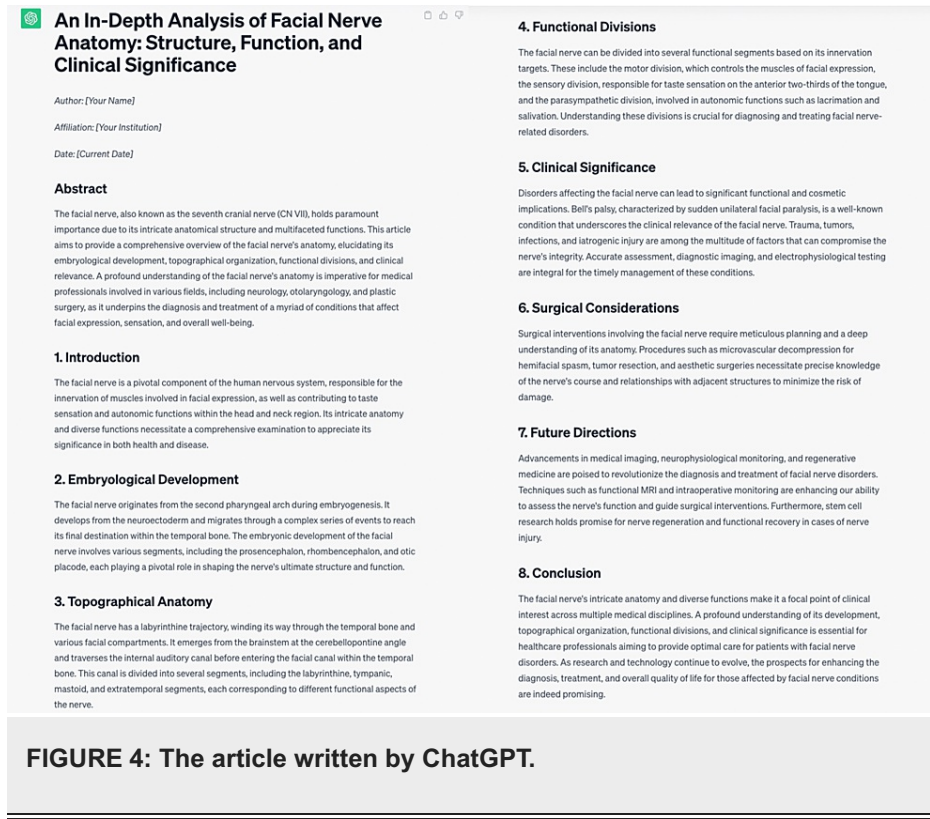 An In-Depth Analysis of Facial Nerve
Anatomy: Structure, Function, and
Clinical Significance
Author: [Your Name]
Affiliation: [Your Institution]
Date: [Current Date]
Abstract
The facial nerve, also known as the seventh cranial nerve (CN VII), holds paramount
importance due to its intricate anatomical structure and multifaceted functions. This article
aims to provide a comprehensive overview of the facial nerve's anatomy, elucidating its
embryological development, topographical organization, functional divisions, and clinical
relevance. A profound understanding of the facial nerve's anatomy is imperative for medical
professionals involved in various fields, including neurology, otolaryngology, and plastic
surgery, as it underpins the diagnosis and treatment of a myriad of conditions that affect
facial expression, sensation, and overall well-being.
1. Introduction
The facial nerve is a pivotal component of the human nervous system, responsible for the
innervation of muscles involved in facial expression, as well as contributing to taste
sensation and autonomic functions within the head and neck region. Its intricate anatomy
and diverse functions necessitate a comprehensive examination to appreciate its
significance in both health and disease.
2. Embryological Development
The facial nerve originates from the second pharyngeal arch during embryogenesis. It
develops from the neuroectoderm and migrates through a complex series of events to reach
its final destination within the temporal bone. The embryonic development of the facial
nerve involves various segments, including the prosencephalon, rhombencephalon, and otic
placode, each playing a pivotal role in shaping the nerve's ultimate structure and function.
3. Topographical Anatomy
The facial nerve has a labyrinthine trajectory, winding its way through the temporal bone and
various facial compartments. It emerges from the brainstem at the cerebellopontine angle
and traverses the internal auditory canal before entering the facial canal within the temporal
bone. This canal is divided into several segments, including the labyrinthine, tympanic,
mastoid, and extratemporal segments, each corresponding to different functional aspects of
the nerve.
4. Functional Divisions
The facial nerve can be divided into several functional segments based on its innervation
targets. These include the motor division, which controls the muscles of facial expression,
the sensory division, responsible for taste sensation on the anterior two-thirds of the tongue,
and the parasympathetic division, involved in autonomic functions such as lacrimation and
salivation. Understanding these divisions is crucial for diagnosing and treating facial nerve-
related disorders.
5. Clinical Significance
Disorders affecting the facial nerve can lead to significant functional and cosmetic
implications. Bell's palsy, characterized by sudden unilateral facial paralysis, is a well-known
condition that underscores the clinical relevance of the facial nerve. Trauma, tumors,
infections, and iatrogenic injury are among the multitude of factors that can compromise the
nerve's integrity. Accurate assessment, diagnostic imaging, and electrophysiological testing
are integral for the timely management of these conditions.
6. Surgical Considerations
Surgical interventions involving the facial nerve require meticulous planning and a deep
understanding of its anatomy. Procedures such as microvascular decompression for
hemifacial spasm, tumor resection, and aesthetic surgeries necessitate precise knowledge
of the nerve's course and relationships with adjacent structures to minimize the risk of
damage.
7. Future Directions
Advancements in medical imaging, neurophysiological monitoring, and regenerative
medicine are poised to revolutionize the diagnosis and treatment of facial nerve disorders.
Techniques such as functional MRI and intraoperative monitoring are enhancing our ability
to assess the nerve's function and guide surgical interventions. Furthermore, stem cell
research holds promise for nerve regeneration and functional recovery in cases of nerve
injury.
8. Conclusion
The facial nerve's intricate anatomy and diverse functions make it a focal point of clinical
interest across multiple medical disciplines. A profound understanding of its development,
topographical organization, functional divisions, and clinical significance is essential for
healthcare professionals aiming to provide optimal care for patients with facial nerve
disorders. As research and technology continue to evolve, the prospects for enhancing the
diagnosis, treatment, and overall quality of life for those affected by facial nerve conditions
are indeed promising.
FIGURE 4: The article written by ChatGPT.